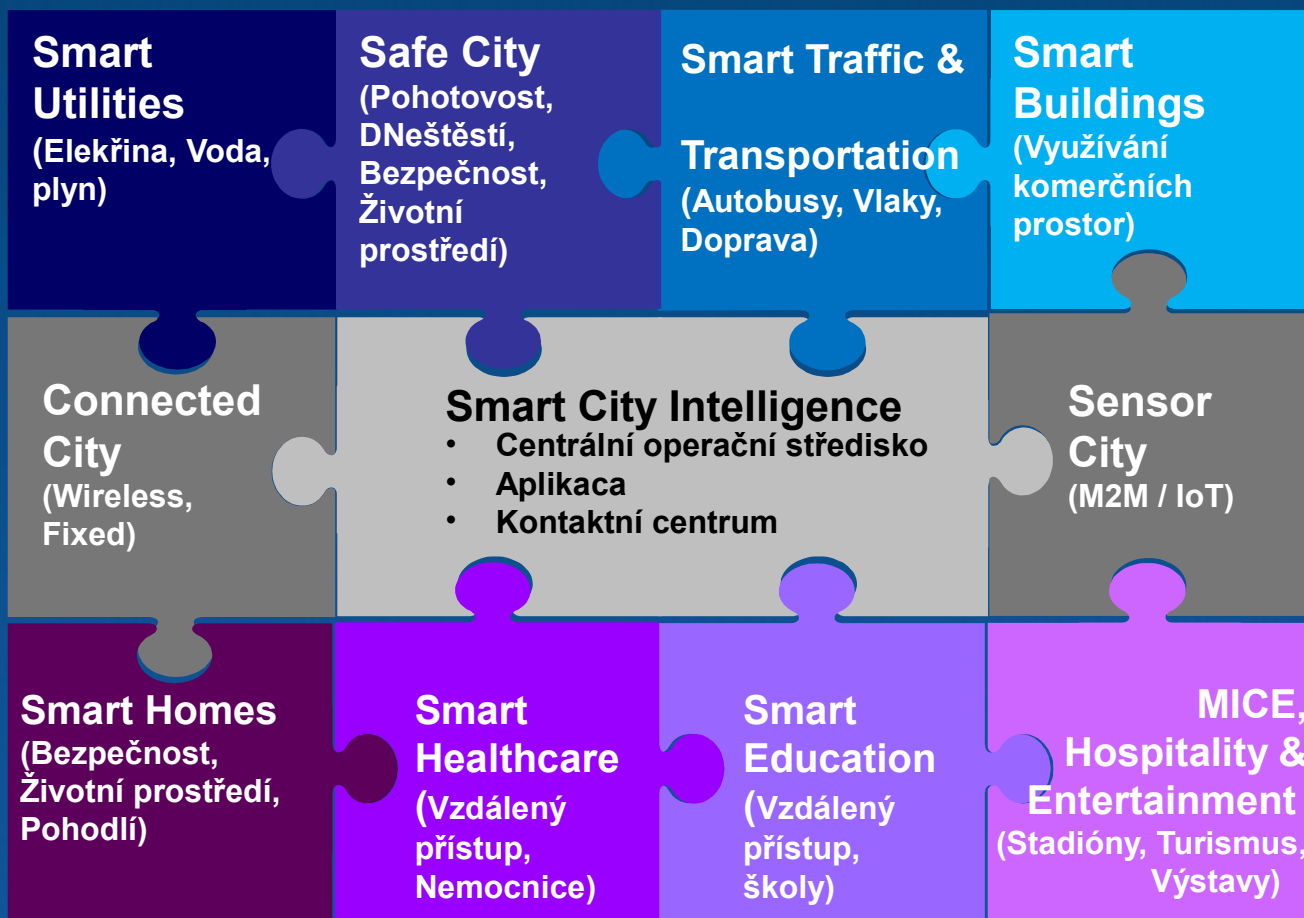 Smart
Utilities
(Elekřina, Voda,
plyn)
Safe City
(Pohotovost,
DNeštěstí,
Bezpečnost,
Životní
prostředí)
Smart Traffic &
Transportation
(Autobusy, Vlaky,
Doprava)
Smart
Buildings
(Využívání
komerčních
prostor)
Connected
City
(Wireless,
Fixed)
Smart City Intelligence
• Centrální operační středisko
• Aplikaca
• Kontaktní centrum
Sensor
City
(M2M / IoT)
Smart Homes
(Bezpečnost,
Životní prostředí,
Pohodlí)
Smart
Healthcare
(Vzdálený
přístup,
Nemocnice)
Smart
Education
(Vzdálený
přístup,
školy)
MICE,
Hospitality &
Entertainment
(Stadióny, Turismus,
Výstavy)